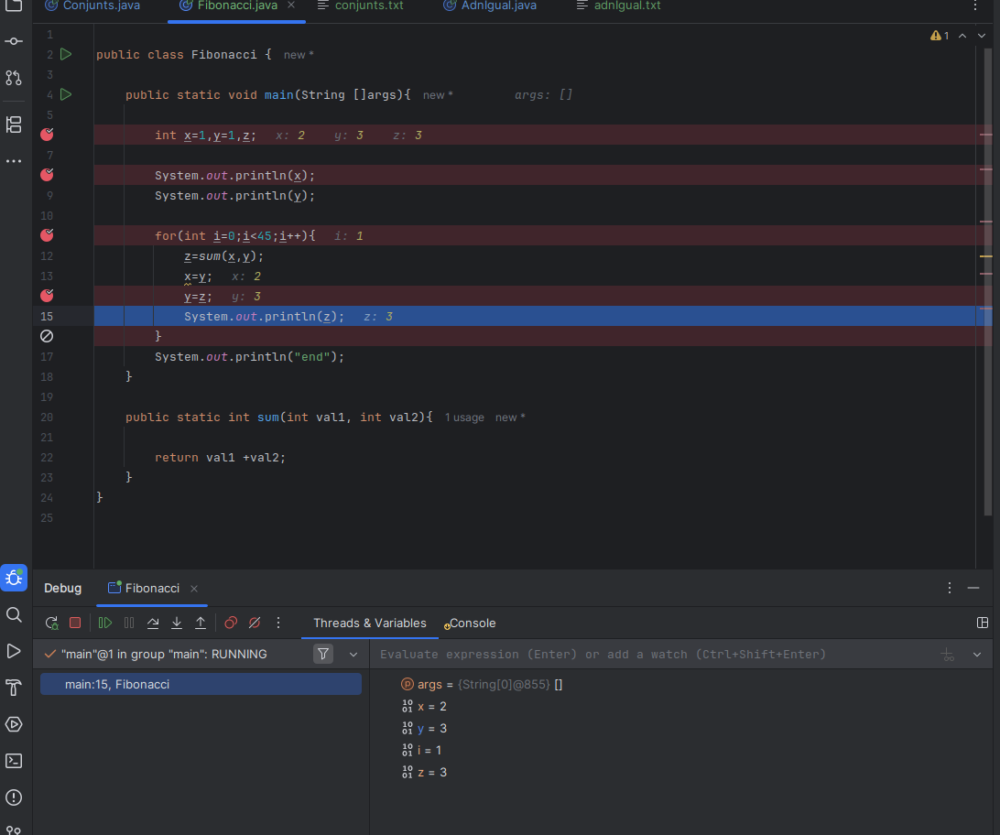 Conjunts.java Fibonacci.java conjunts.txt AdnIgual.java adnIgual.txt
1 1
2 public class Fibonacci { new *
3
4 public static void main(String []args){ new * args: []
5
int x=1,y=1,z; x: 2 y: 3 z: 3
7
System.out.println(x);
9 System.out.println(y);
10
for(int i=0;i<45;i++){ i: 1
12 z=sum(x,y);
13 x=y; x: 2
y=z; y: 3
15 System.out.println(z); z: 3
}
17 System.out.println("end");
18 }
19
20 public static int sum(int val1, int val2){ 1 usage new *
21
22 return val1 +val2;
23 }
24 }
25
Debug Fibonacci
Threads & Variables Console
"main"@1 in group "main": RUNNING Evaluate expression (Enter) or add a watch (Ctrl+Shift+Enter)
main:15, Fibonacci
args = {String[0]@855} []
x = 2
y = 3
i = 1
z = 3